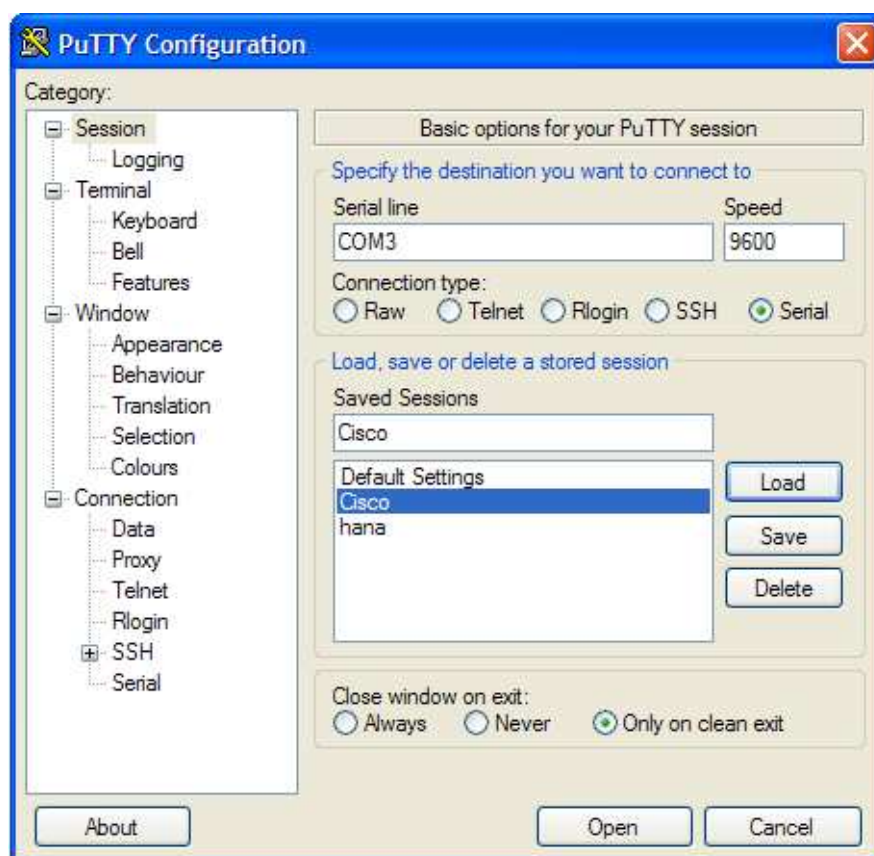 PuTTY Configuration
Category:
Session
Logging
Terminal
Keyboard
Bell
Features
Window
Appearance
Behaviour
Translation
Selection
Colours
Connection
Data
Proxy
Telnet
Rlogin
SSH
Serial
Basic options for your PuTTY session
Specify the destination you want to connect to
Serial line Speed
COM3 9600
Connection type:
Raw Telnet Rlogin SSH Serial
Load, save or delete a stored session
Saved Sessions
Cisco
Default Settings
Cisco
hana
Load
Save
Delete
Close window on exit:
Always Never Only on clean exit
About Open Cancel